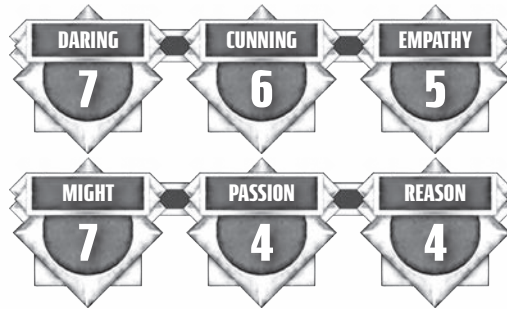 DARING CUNNING EMPATHY
7 6 5
MIGHT PASSION REASON
7 4 4